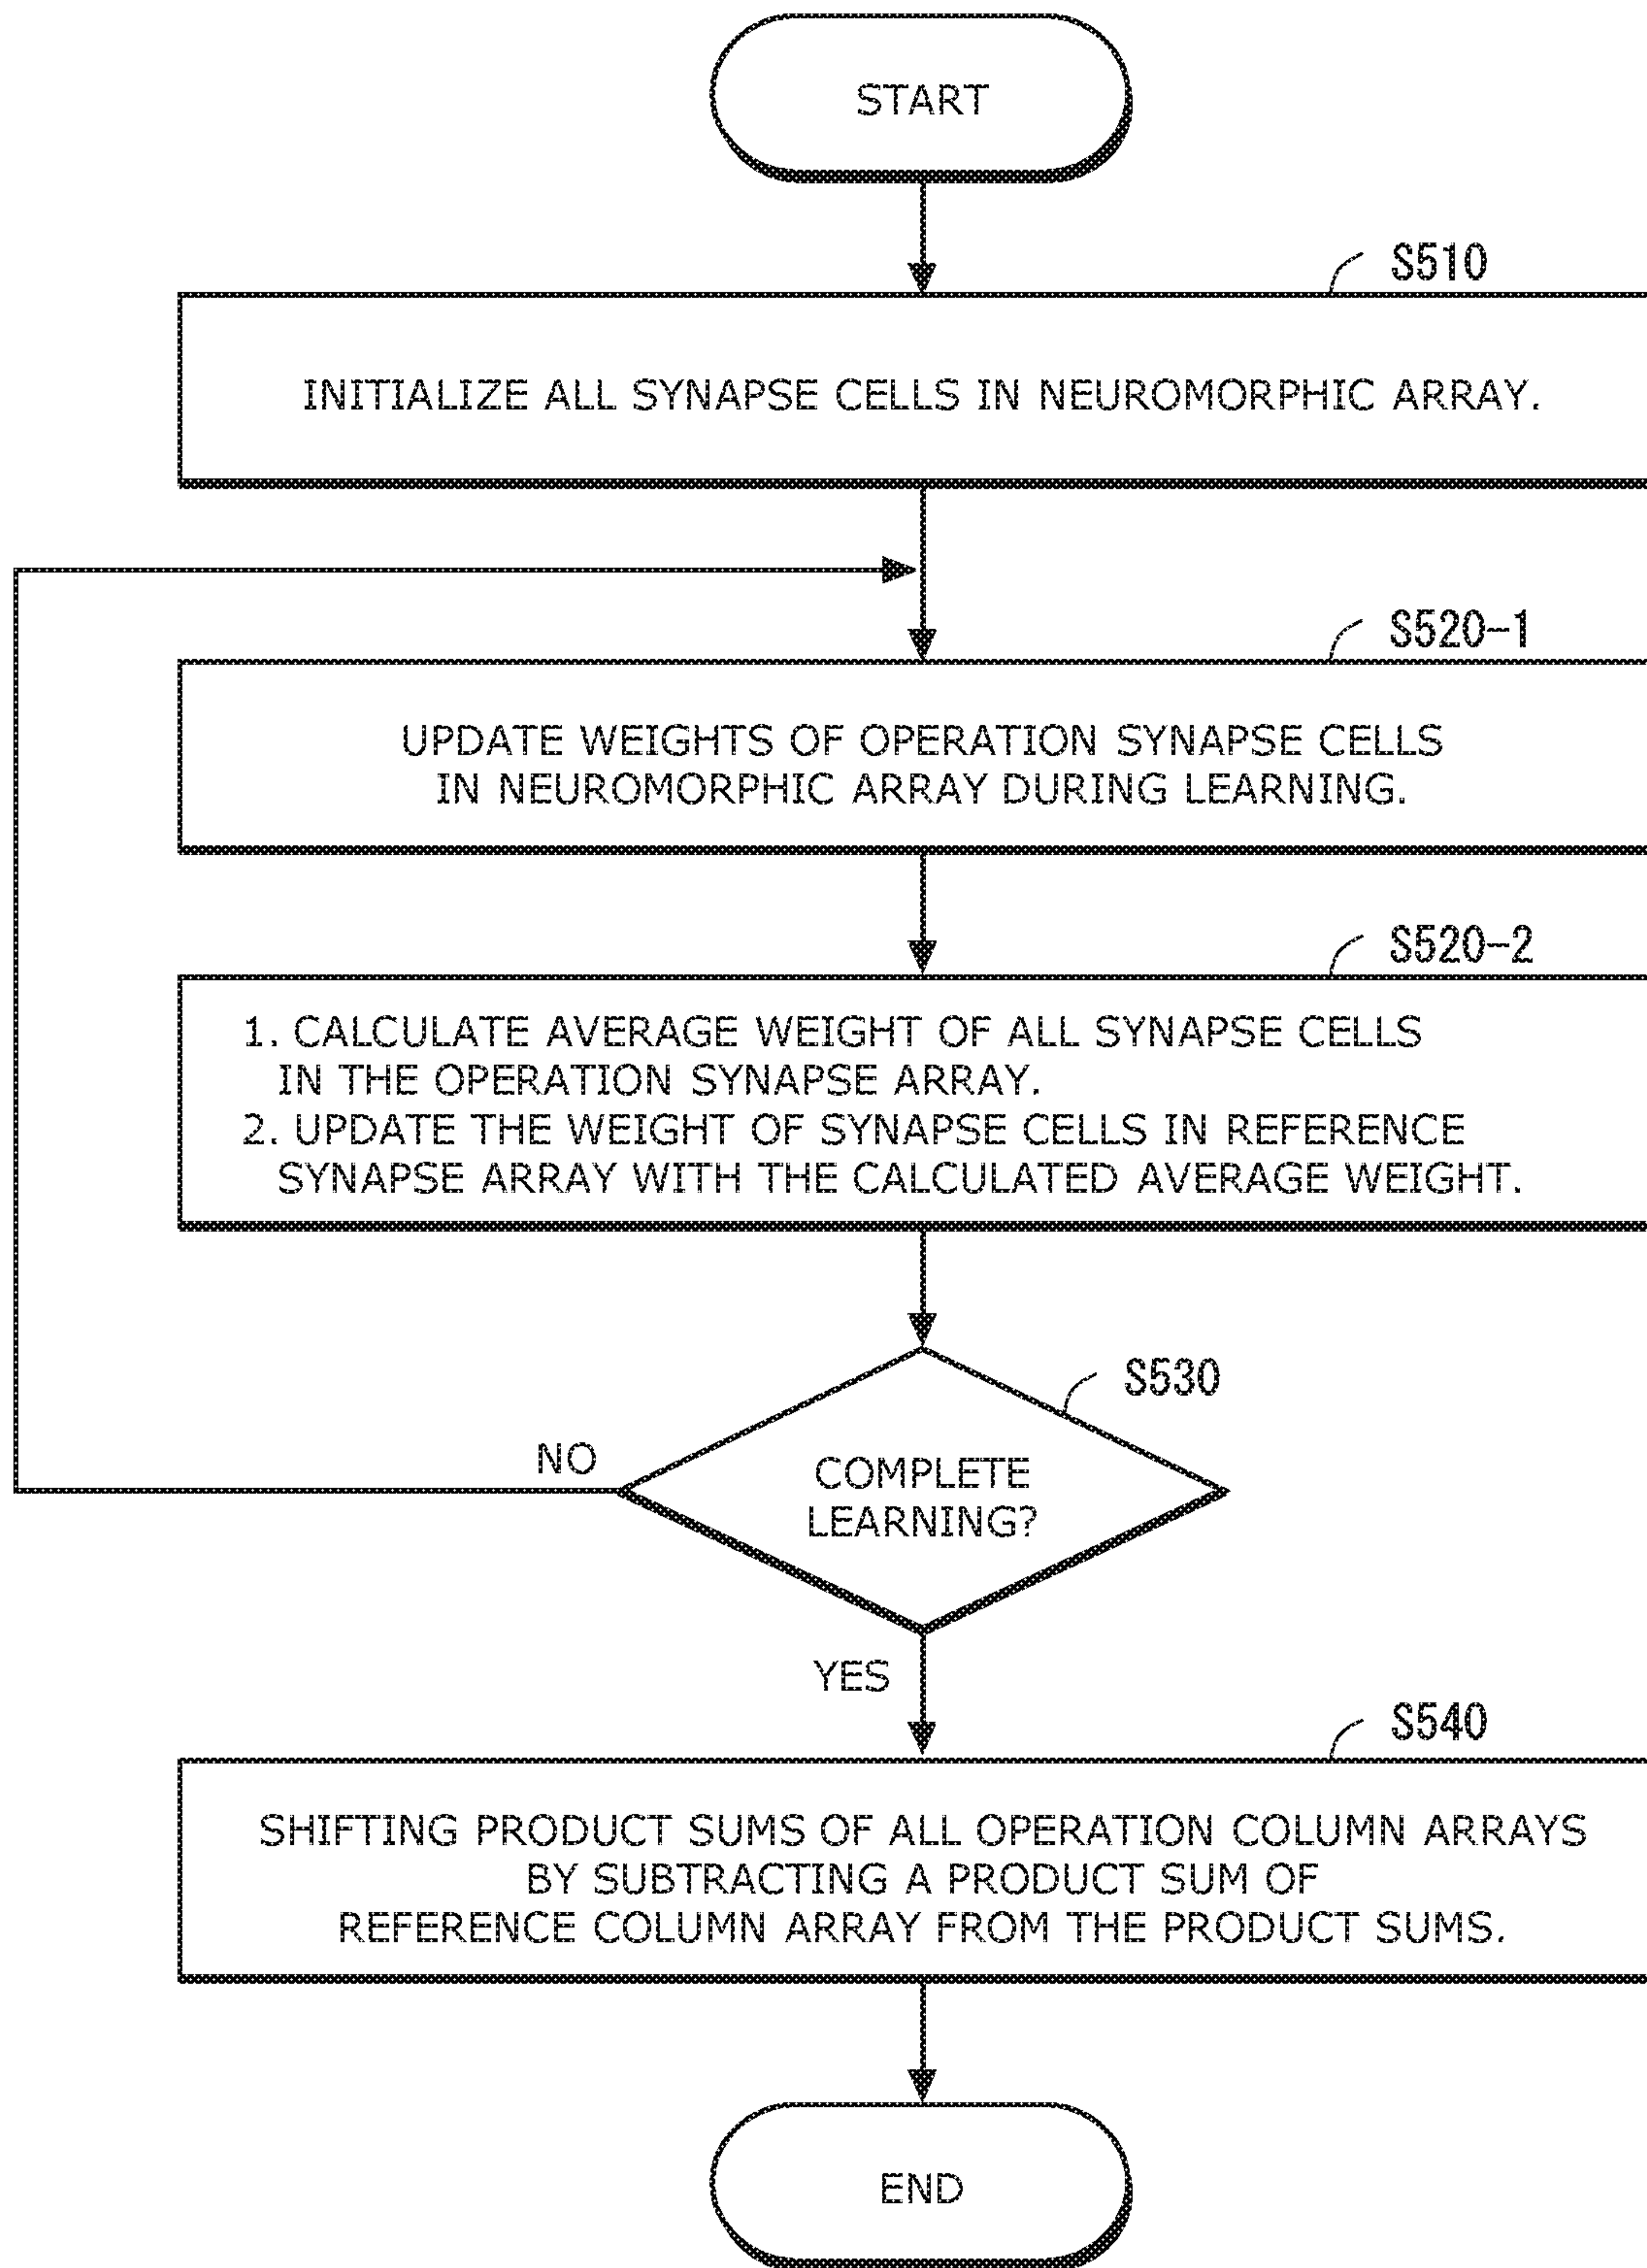 START
S510
INITIALIZE ALL SYNAPSE CELLS IN NEUROMORPHIC ARRAY.
S520-1
UPDATE WEIGHTS OF OPERATION SYNAPSE CELLS
IN NEUROMORPHIC ARRAY DURING LEARNING.
S520-2
1. CALCULATE AVERAGE WEIGHT OF ALL SYNAPSE CELLS
IN THE OPERATION SYNAPSE ARRAY.
2. UPDATE THE WEIGHT OF SYNAPSE CELLS IN REFERENCE
SYNAPSE ARRAY WITH THE CALCULATED AVERAGE WEIGHT.
S530
NO
COMPLETE
LEARNING?
YES
S540
SHIFTING PRODUCT SUMS OF ALL OPERATION COLUMN ARRAYS
BY SUBTRACTING A PRODUCT SUM OF
REFERENCE COLUMN ARRAY FROM THE PRODUCT SUMS.
END